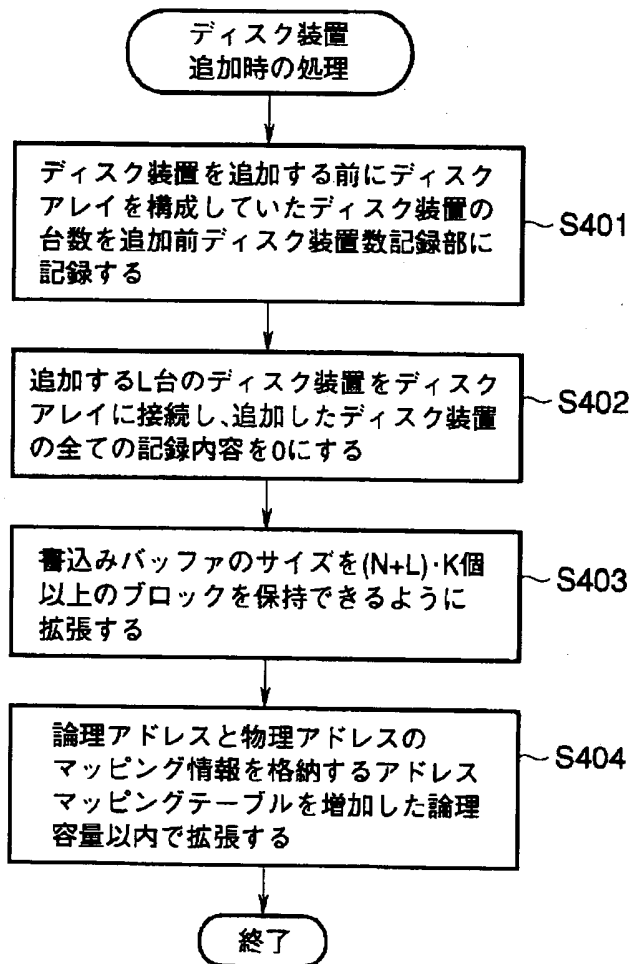 ディスク装置
追加時の処理
ディスク装置を追加する前にディスク
アレイを構成していたディスク装置の
台数を追加前ディスク装置数記録部に
記録する
S401
追加するL台のディスク装置をディスク
アレイに接続し、追加したディスク装置
の全ての記録内容を0にする
S402
書込みバッファのサイズを(N+L)･K個
以上のブロックを保持できるように
拡張する
S403
論理アドレスと物理アドレスの
マッピング情報を格納するアドレス
マッピングテーブルを増加した論理
容量以内で拡張する
S404
終了